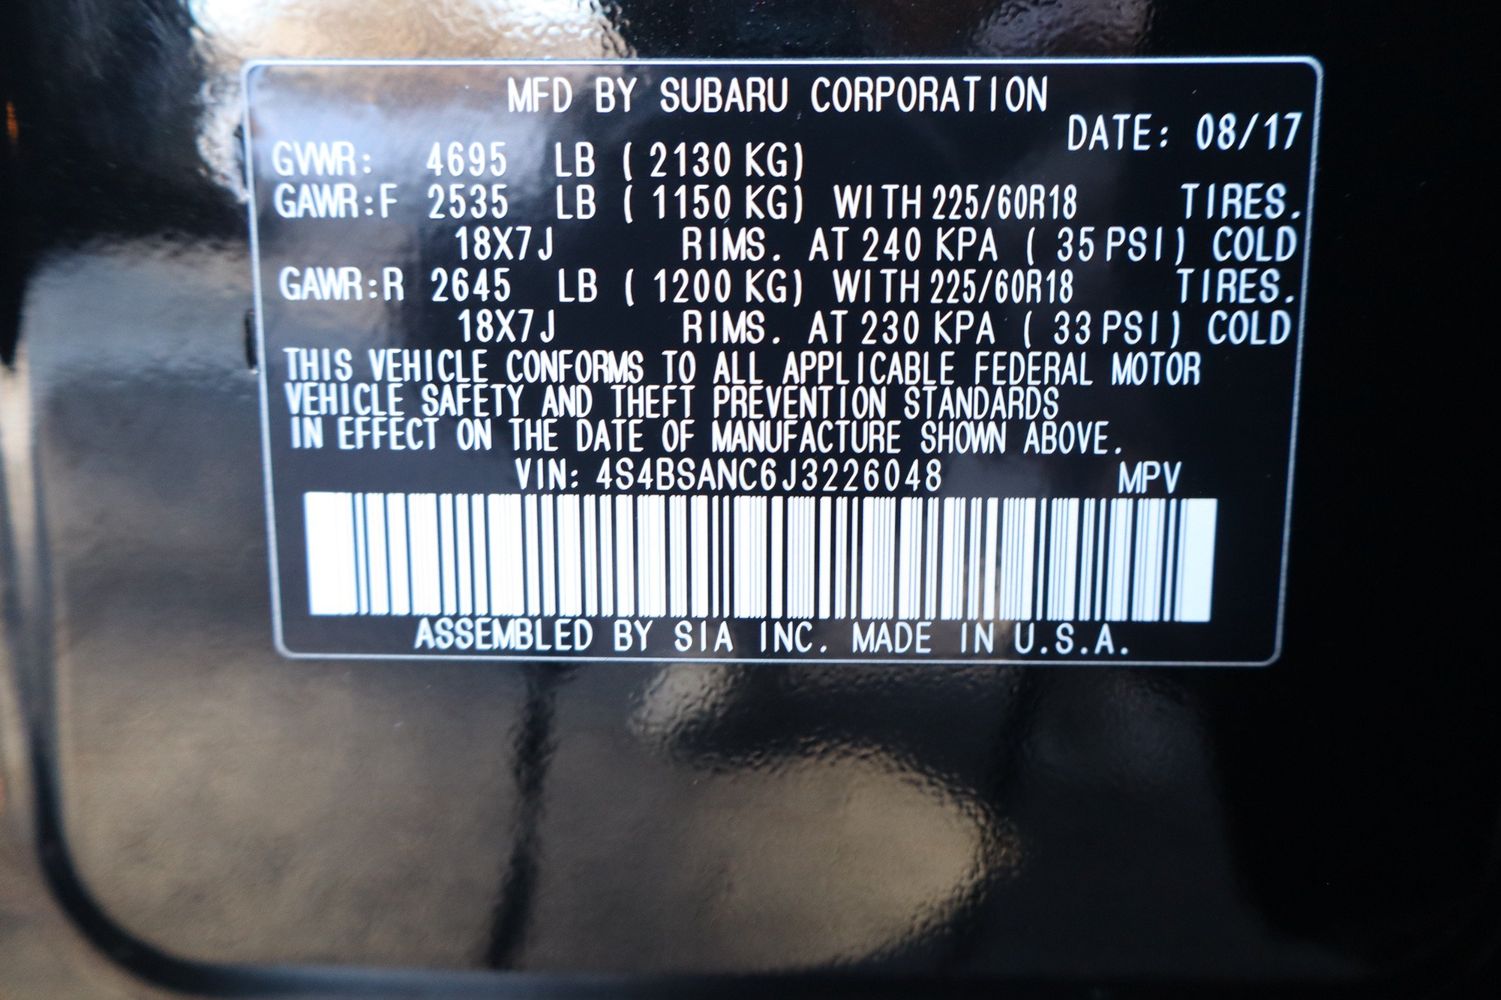 MFD BY SUBARU CORPORATION
DATE: 08/17
GVWR: 4695 LB ( 2130 KG)
GAWR:F 2535 LB ( 1150 KG) WITH 225/60R18 TIRES.
18X7J RIMS. AT 240 KPA ( 35 PSI) COLD
GAWR:R 2645 LB ( 1200 KG) WITH 225/60R18 TIRES.
18X7J RIMS. AT 230 KPA ( 33 PSI) COLD
THIS VEHICLE CONFORMS TO ALL APPLICABLE FEDERAL MOTOR
VEHICLE SAFETY AND THEFT PREVENTION STANDARDS
IN EFFECT ON THE DATE OF MANUFACTURE SHOWN ABOVE.
VIN: 4S4BSANC6J3226048 MPV
ASSEMBLED BY SIA INC. MADE IN U.S.A.